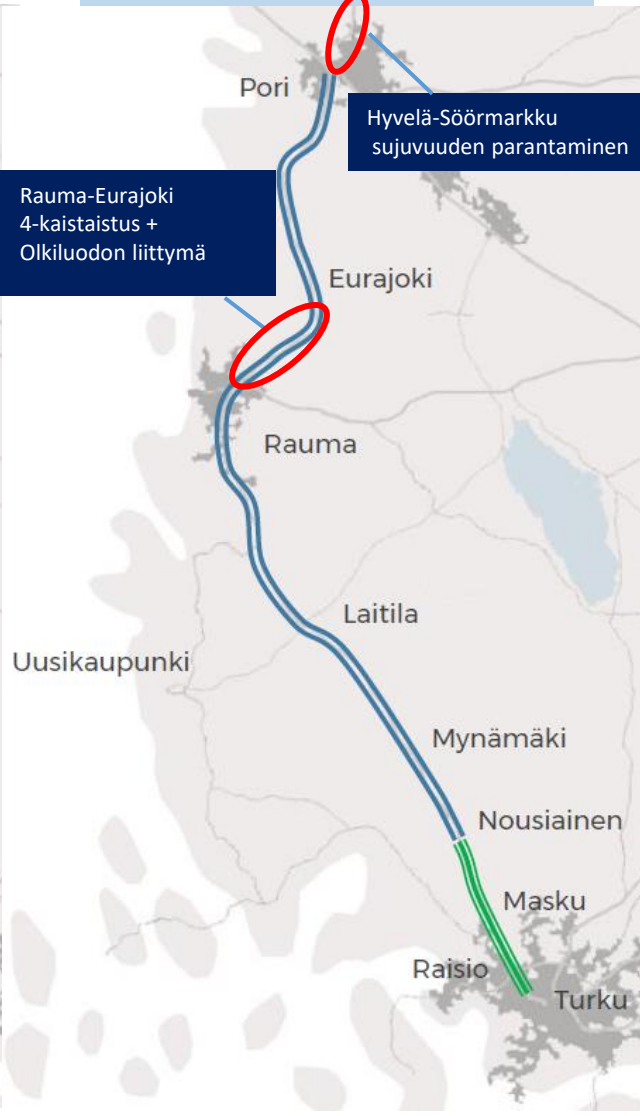 Pori
Hyvelä-Söörmarkku
sujuvuuden parantaminen
Rauma-Eurajoki
4-kaistaistus +
Olkiluodon liittymä
Eurajoki
Rauma
Laitila
Uusikaupunki
Mynämäki
Nousiainen
Masku
Raisio
Turku